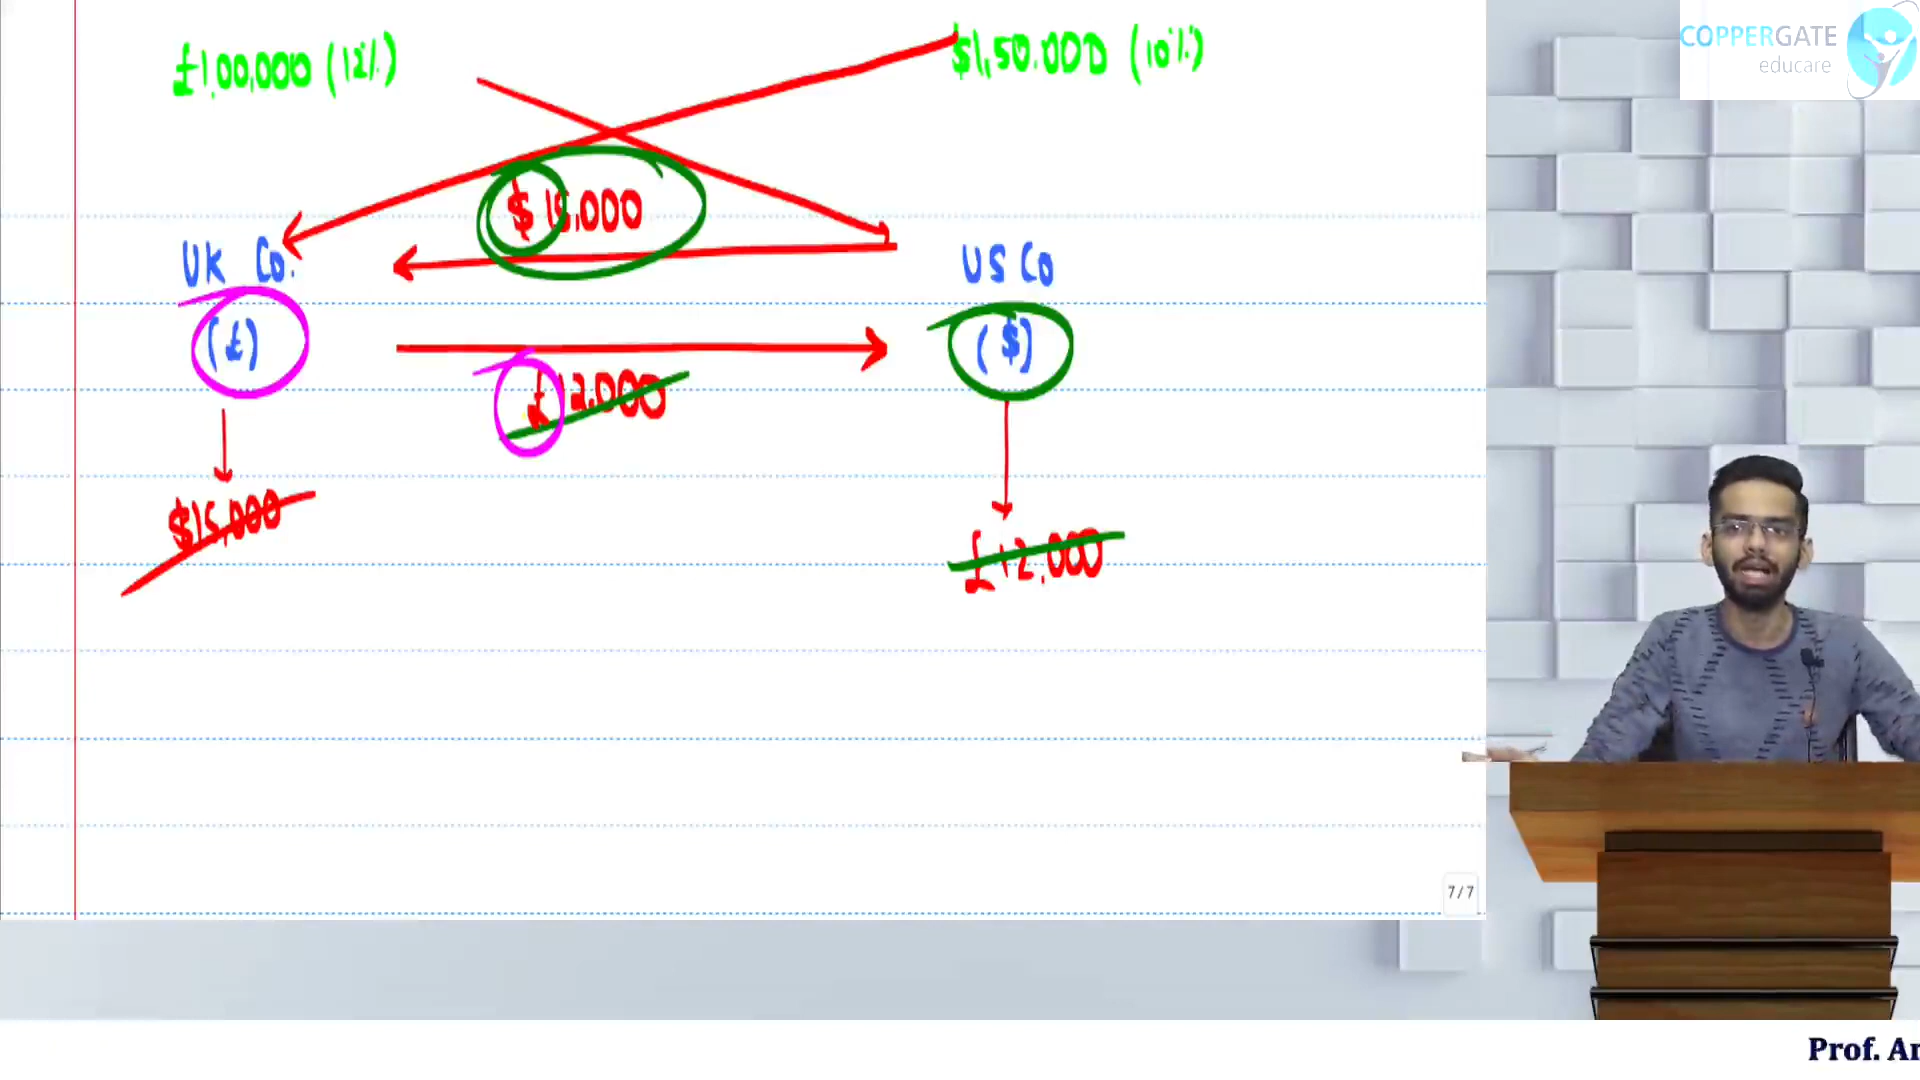 £1,00,000 (12%)
$1,50,000 (10%)
COPPERGATE
educare
$15,000
UK Co.
US Co
(£)
($)
£12,000
$15,000
£12,000
7/7
Prof. Ar